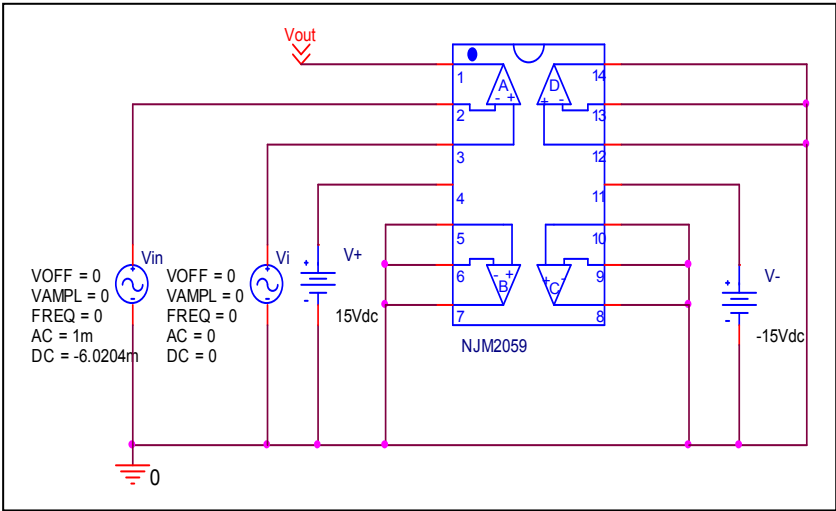 Vout
1
2
3
4
5
6
7
14
13
12
11
10
9
8
A
- +
D
+ -
- +
B
+ -
C
NJM2059
Vin
VOFF = 0
VAMPL = 0
FREQ = 0
AC = 1m
DC = -6.0204m
Vi
VOFF = 0
VAMPL = 0
FREQ = 0
AC = 0
DC = 0
V+
15Vdc
V-
-15Vdc
0